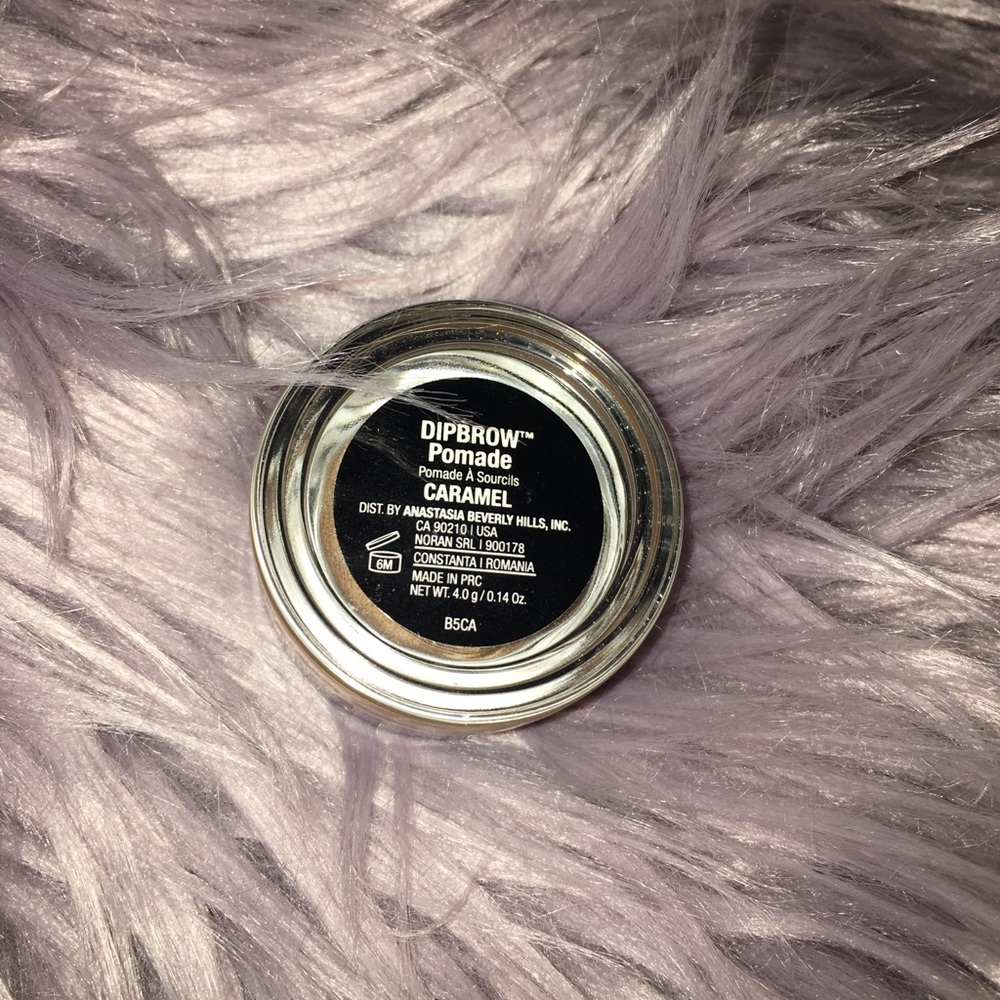 DIPBROW™
Pomade
Pomade À Sourcils
CARAMEL
DIST. BY ANASTASIA BEVERLY HILLS, INC.
CA 90210 | USA
NORAN SRL | 900178
CONSTANTA | ROMANIA
6M
MADE IN PRC
NET WT. 4.0 g / 0.14 Oz.
B5CA